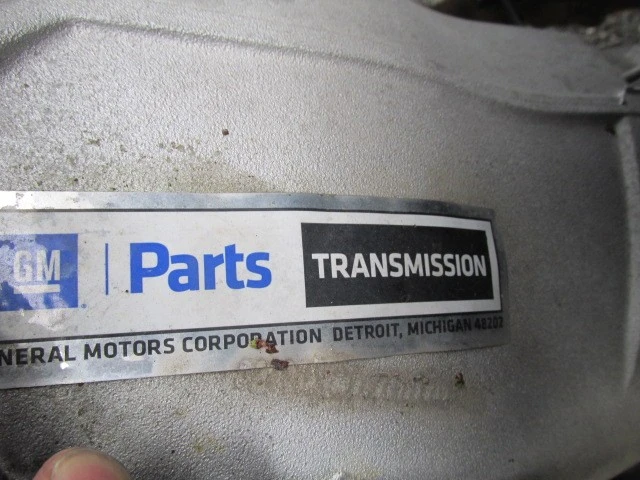 GM | Parts TRANSMISSION
NERAL MOTORS CORPORATION DETROIT, MICHIGAN 48202